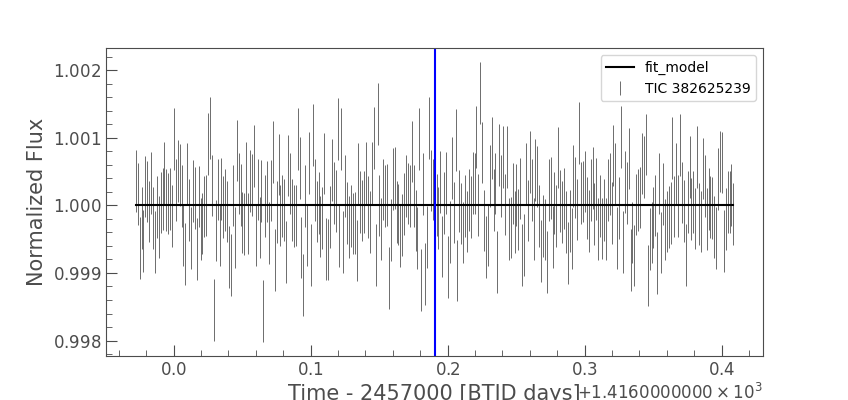 1.002
1.001
1.000
0.999
0.998
Normalized Flux
fit_model
TIC 382625239
0.0 0.1 0.2 0.3 0.4
Time - 2457000 [BTJD days]
+1.4160000000 × 10³